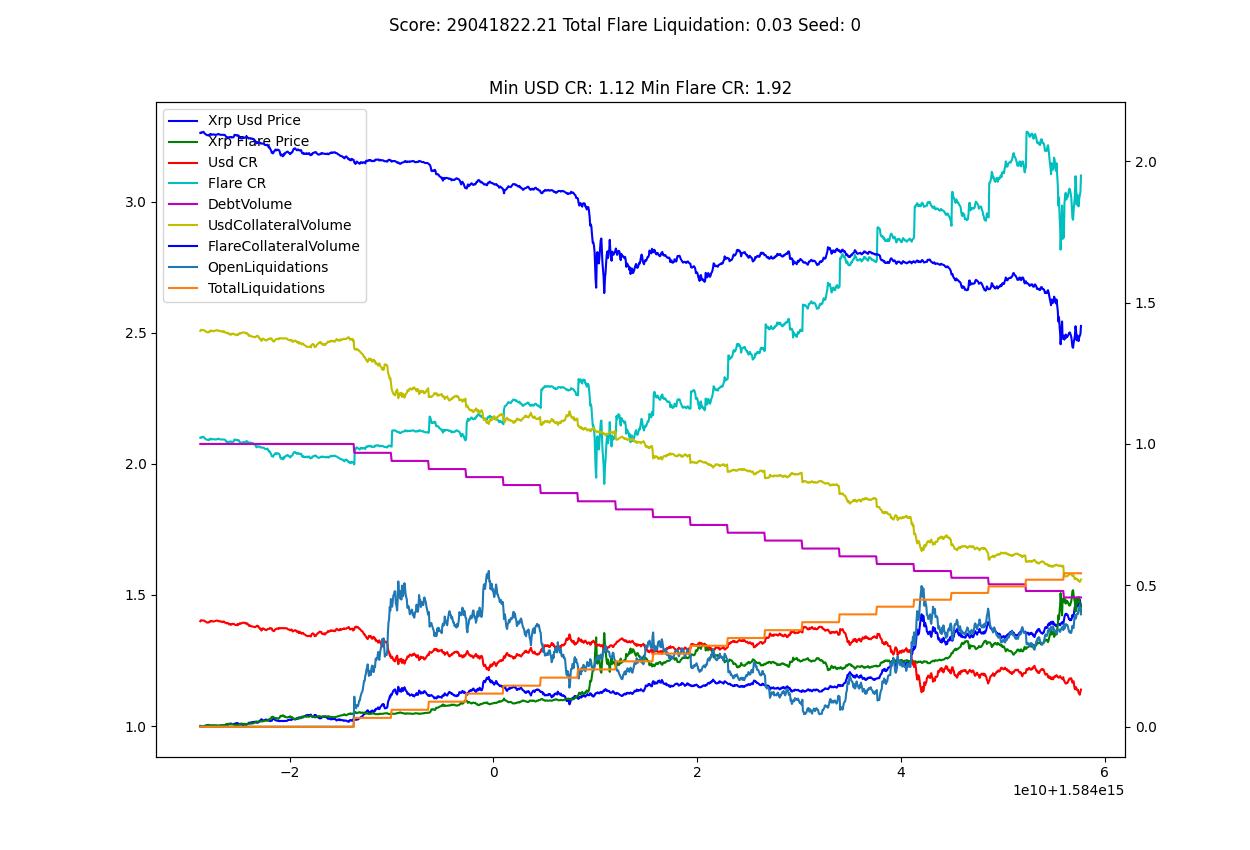 Score: 29041822.21 Total Flare Liquidation: 0.03 Seed: 0
Min USD CR: 1.12 Min Flare CR: 1.92
Xrp Usd Price
Xrp Flare Price
Usd CR
Flare CR
DebtVolume
UsdCollateralVolume
FlareCollateralVolume
OpenLiquidations
TotalLiquidations
3.0
2.5
2.0
1.5
1.0
2.0
1.5
1.0
0.5
0.0
−2
0
2
4
6
1e10+1.584e15